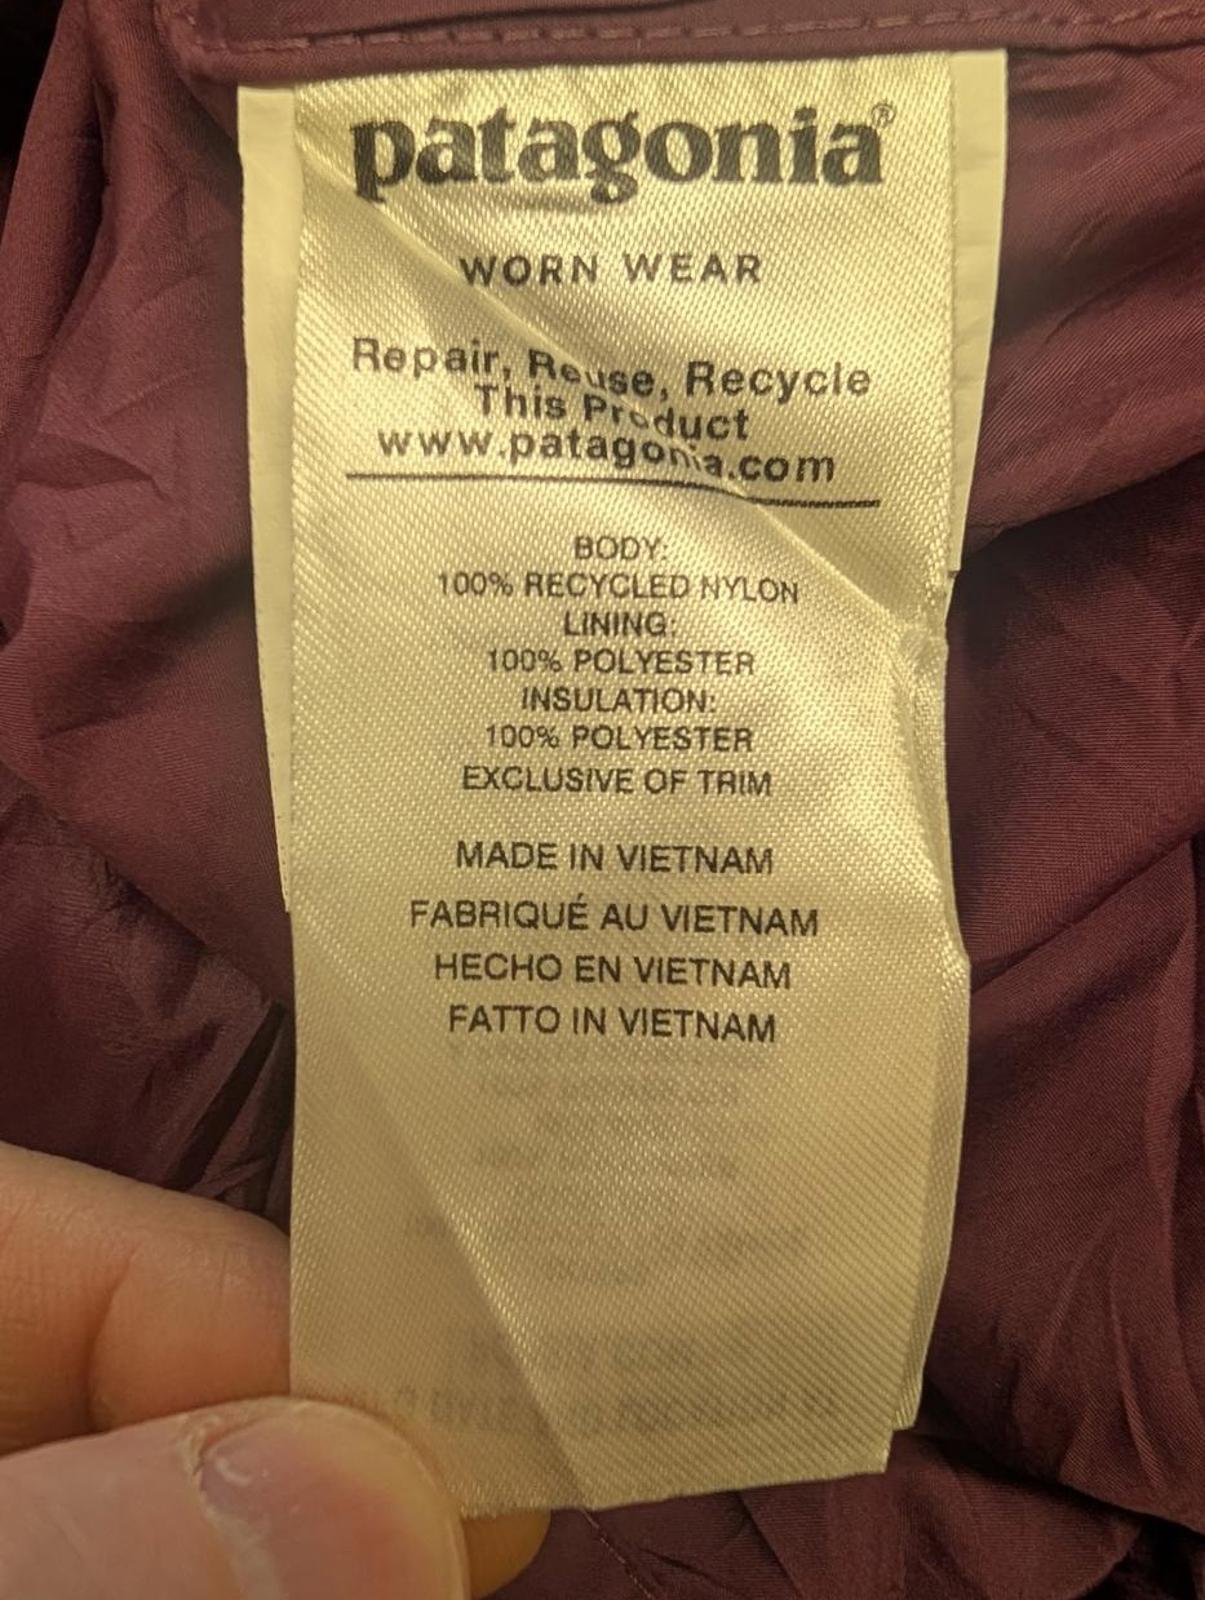 patagonia®
WORN WEAR
Repair, Reuse, Recycle
This Product
www.patagonia.com
BODY:
100% RECYCLED NYLON
LINING:
100% POLYESTER
INSULATION:
100% POLYESTER
EXCLUSIVE OF TRIM
MADE IN VIETNAM
FABRIQUÉ AU VIETNAM
HECHO EN VIETNAM
FATTO IN VIETNAM